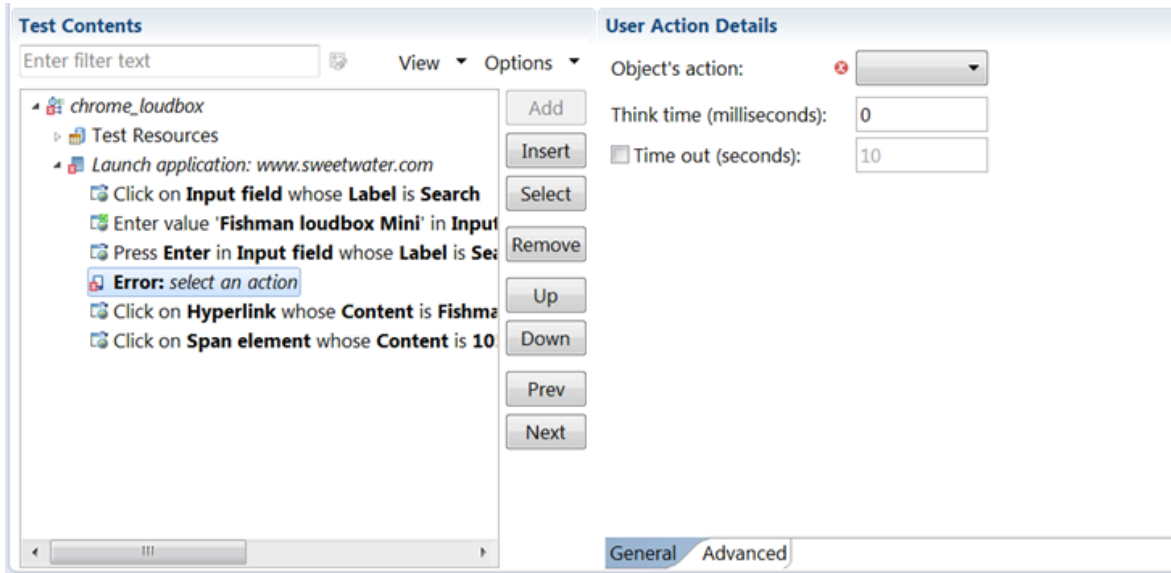 Test Contents
Enter filter text
View
Options
chrome_loudbox
Test Resources
Launch application: www.sweetwater.com
Click on Input field whose Label is Search
Enter value 'Fishman loudbox Mini' in Input
Press Enter in Input field whose Label is Sea
Error: select an action
Click on Hyperlink whose Content is Fishma
Click on Span element whose Content is 10
Add
Insert
Select
Remove
Up
Down
Prev
Next
User Action Details
Object's action:
Think time (milliseconds): 0
Time out (seconds): 10
General Advanced